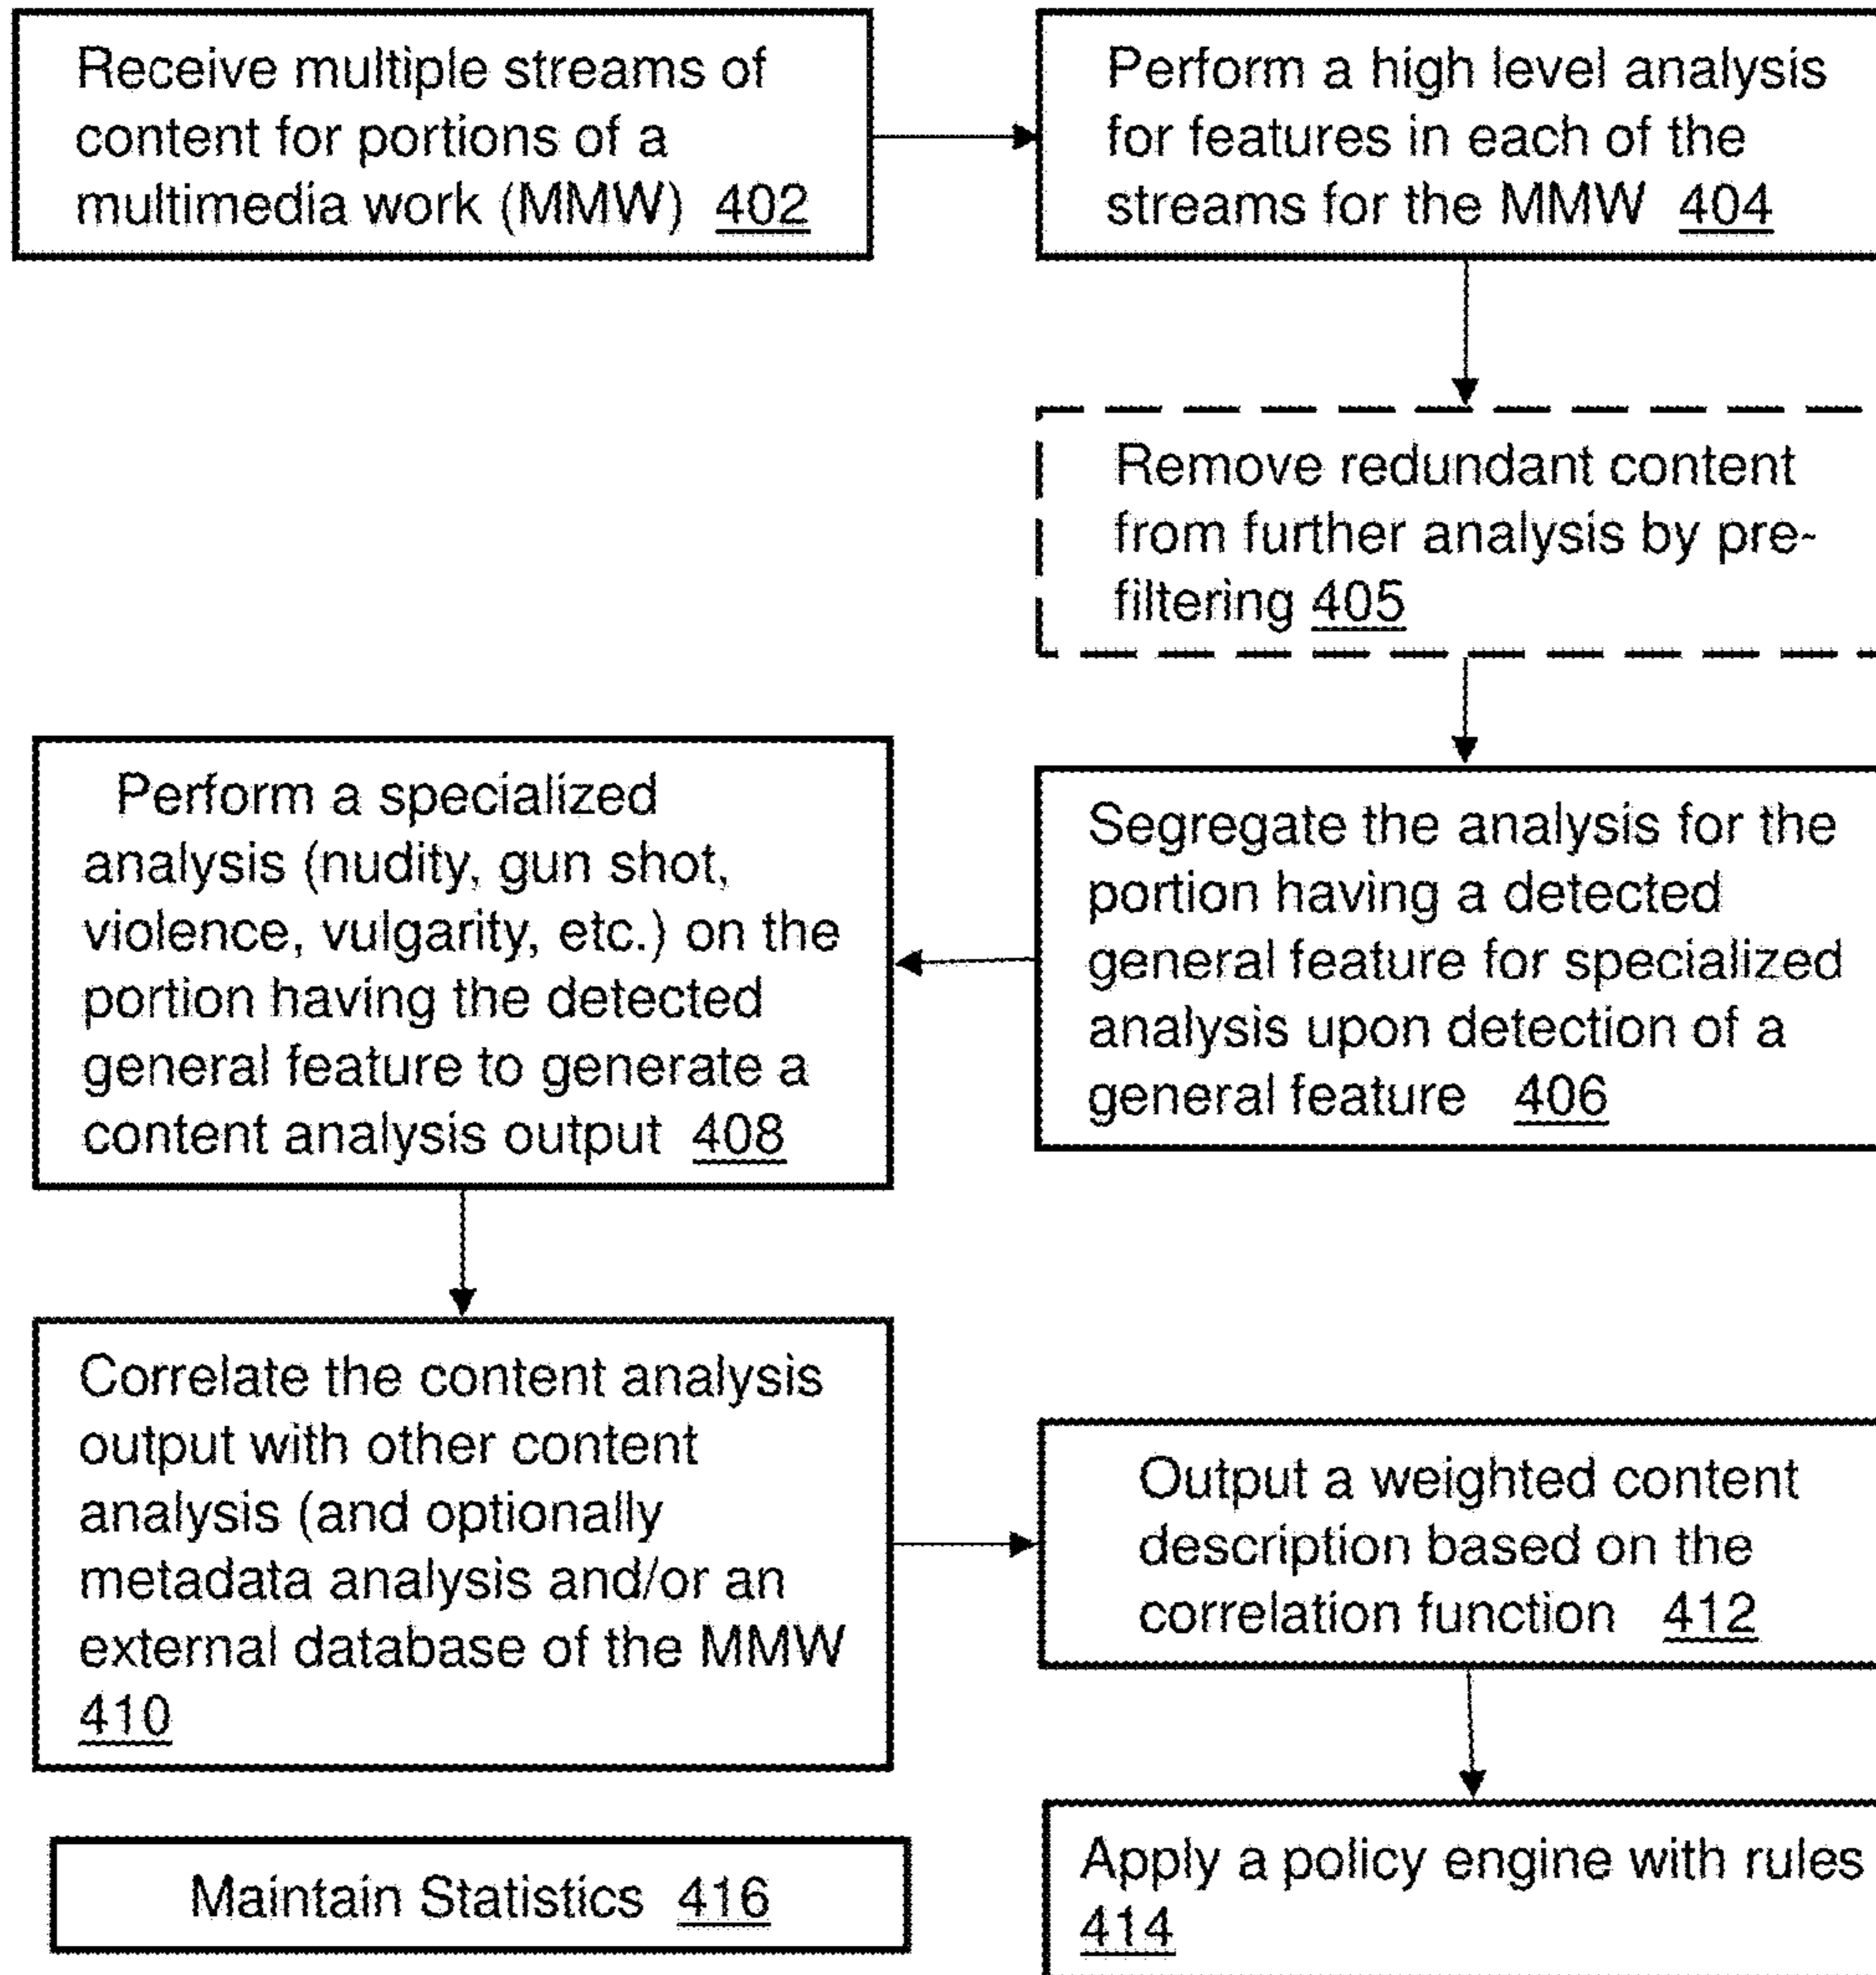 Receive multiple streams of
content for portions of a
multimedia work (MMW) 402
Perform a high level analysis
for features in each of the
streams for the MMW 404
Remove redundant content
from further analysis by pre-
filtering 405
Segregate the analysis for the
portion having a detected
general feature for specialized
analysis upon detection of a
general feature 406
Perform a specialized
analysis (nudity, gun shot,
violence, vulgarity, etc.) on the
portion having the detected
general feature to generate a
content analysis output 408
Correlate the content analysis
output with other content
analysis (and optionally
metadata analysis and/or an
external database of the MMW
410
Output a weighted content
description based on the
correlation function 412
Apply a policy engine with rules
414
Maintain Statistics 416